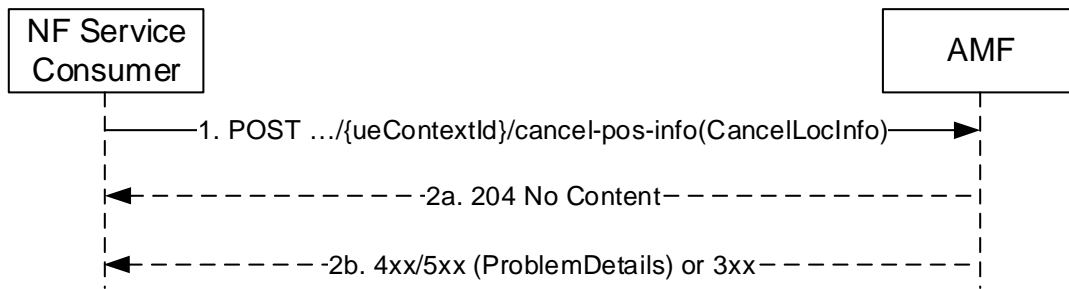 NF Service
Consumer
AMF
1. POST …/{ueContextId}/cancel-pos-info(CancelLocInfo)
2a. 204 No Content
2b. 4xx/5xx (ProblemDetails) or 3xx